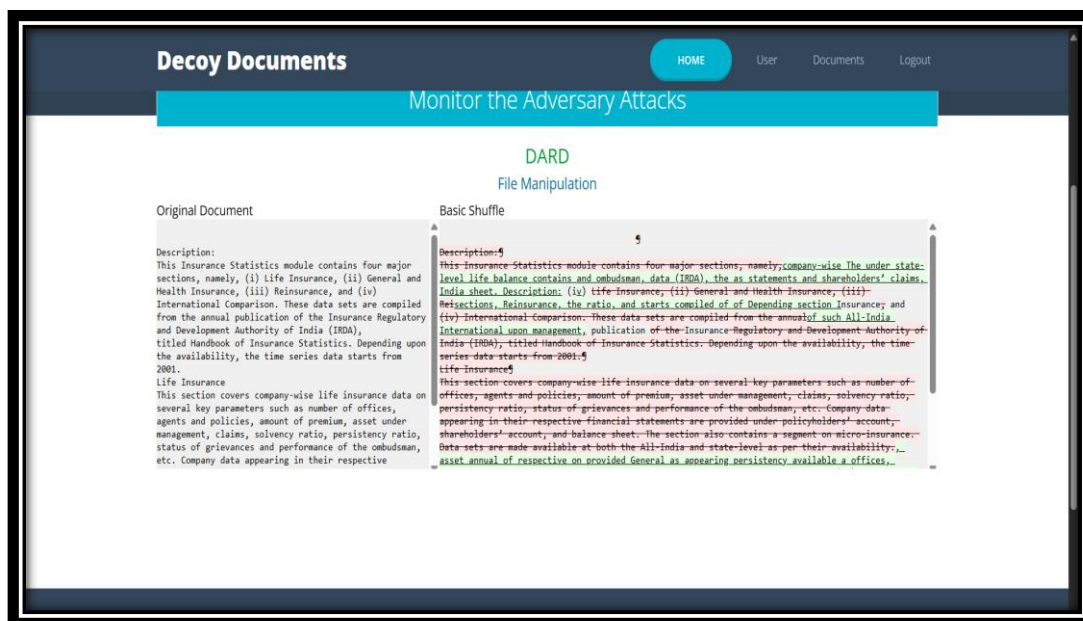 Decoy Documents
HOME
User
Documents
Logout
Monitor the Adversary Attacks
DARD
File Manipulation
Original Document
Description:
This Insurance Statistics module contains four major
sections, namely, (i) Life Insurance, (ii) General and
Health Insurance, (iii) Reinsurance, and (iv)
International Comparison. These data sets are compiled
from the annual publication of the Insurance Regulatory
and Development Authority of India (IRDA),
titled Handbook of Insurance Statistics. Depending upon
the availability, the time series data starts from
2001.
Life Insurance
This section covers company-wise life insurance data on
several key parameters such as number of offices,
agents and policies, amount of premium, asset under
management, claims, solvency ratio, persistency ratio,
status of grievances and performance of the ombudsman,
etc. Company data appearing in their respective
Basic Shuffle
¶
Description:¶
This Insurance Statistics module contains four major sections, namely,company-wise The under state-
level life balance contains and ombudsman, data (IRDA), the as statements and shareholders’ claims,
India sheet. Description: (iv) Life Insurance, (ii) General and Health Insurance, (iii)
Reisections, Reinsurance, the ratio, and starts compiled of of Depending section Insurance, and
(iv) International Comparison. These data sets are compiled from the annualof such All-India
International upon management, publication of the Insurance Regulatory and Development Authority of
India (IRDA), titled Handbook of Insurance Statistics. Depending upon the availability, the time
series data starts from 2001.¶
Life Insurance¶
This section covers company-wise life insurance data on several key parameters such as number of
offices, agents and policies, amount of premium, asset under management, claims, solvency ratio,
persistency ratio, status of grievances and performance of the ombudsman, etc. Company data
appearing in their respective financial statements are provided under policyholders’ account,
shareholders’ account, and balance sheet. The section also contains a segment on micro-insurance.
Data sets are made available at both the All-India and state-level as per their availability.,
asset annual of respective on provided General as appearing persistency available a offices,